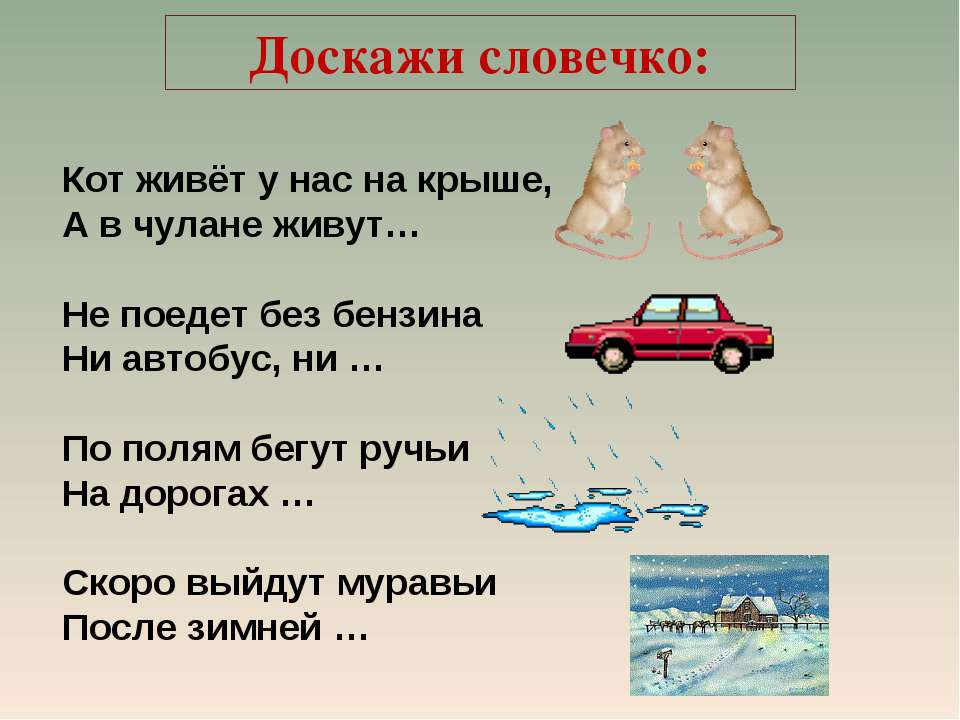 Доскажи словечко:
Кот живёт у нас на крыше,
А в чулане живут…
Не поедет без бензина
Ни автобус, ни …
По полям бегут ручьи
На дорогах …
Скоро выйдут муравьи
После зимней …